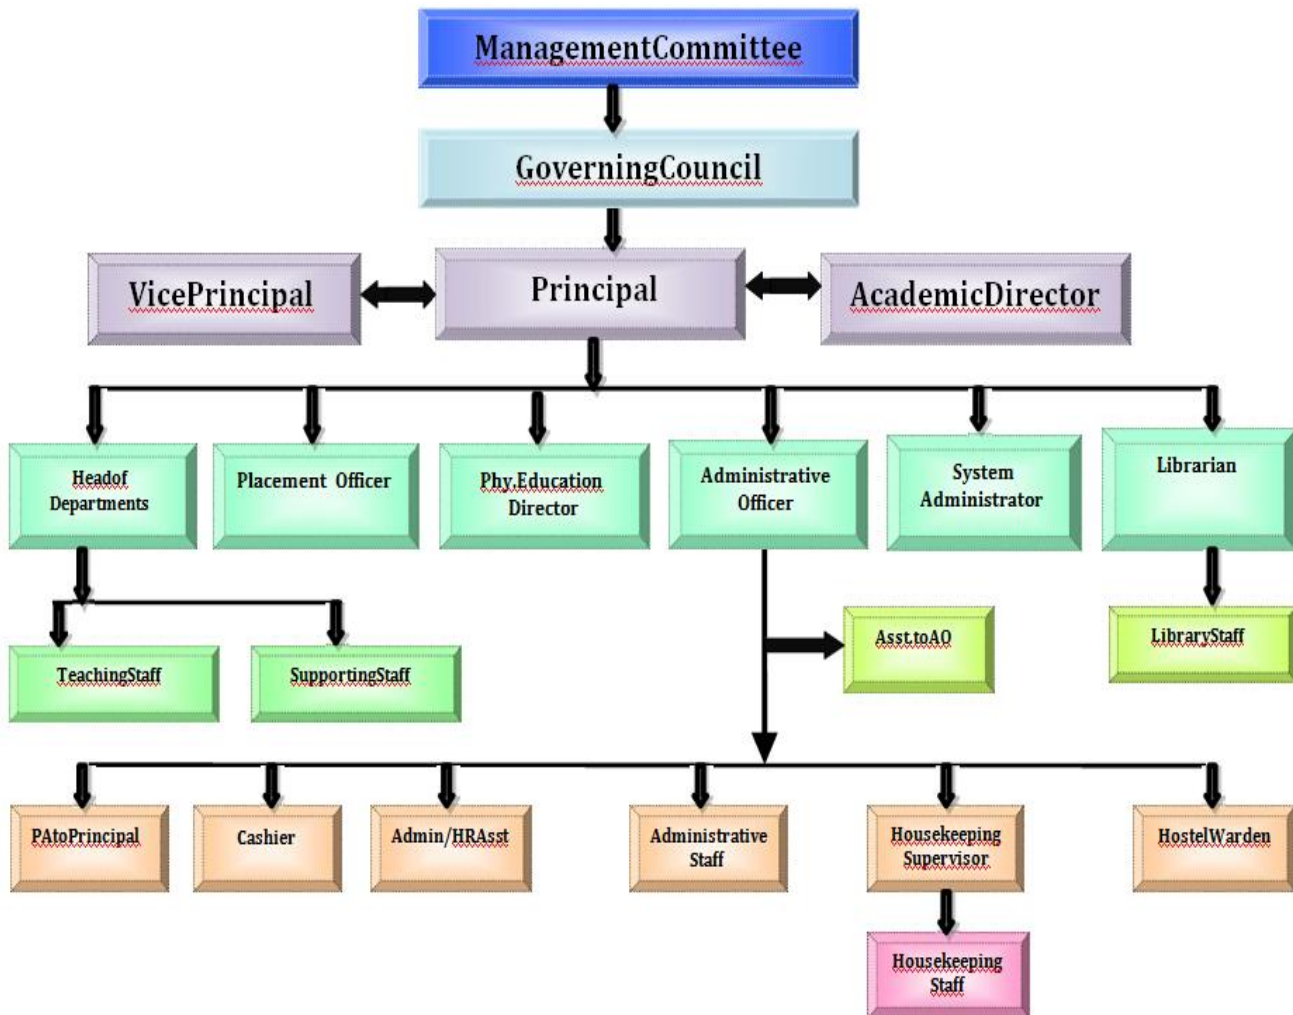 ManagementCommittee
GoverningCouncil
VicePrincipal
Principal
AcademicDirector
Headof
Departments
Placement Officer
Phy.Education
Director
Administrative
Officer
System
Administrator
Librarian
TeachingStaff
SupportingStaff
Asst.toAO
LibraryStaff
PAtoPrincipal
Cashier
Admin/HRAsst
Administrative
Staff
Housekeeping
Supervisor
HostelWarden
Housekeeping
Staff